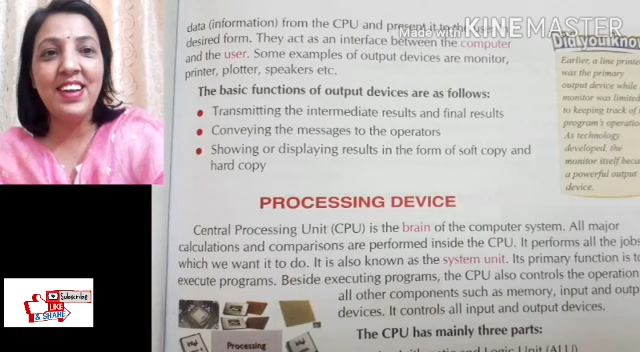 data (information) from the CPU and present it to the
desired form. They act as an interface between the computer
and the user. Some examples of output devices are monitor,
printer, plotter, speakers etc.
The basic functions of output devices are as follows:
Transmitting the intermediate results and final results
Conveying the messages to the operators
Showing or displaying results in the form of soft copy and
hard copy
Made with KINEMASTER
Did you know
Earlier, a line printer
was the primary
output device while
monitor was limited
to keeping track of
program's operation
As technology
developed, the
monitor itself beca
a powerful output
device.
PROCESSING DEVICE
Central Processing Unit (CPU) is the brain of the computer system. All major
calculations and comparisons are performed inside the CPU. It performs all the jobs
which we want it to do. It is also known as the system unit. Its primary function is to
execute programs. Beside executing programs, the CPU also controls the operation
all other components such as memory, input and outp
devices. It controls all input and output devices.
The CPU has mainly three parts:
and Logic Unit (ALU)
Processing
intel
Subscribe
LIKE
& SHARE